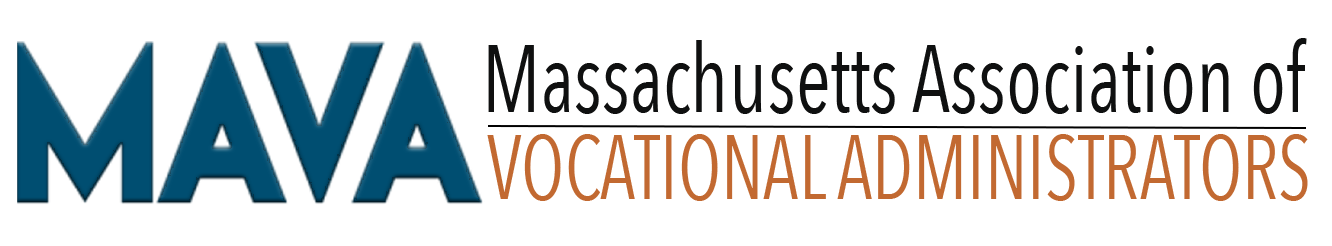 MAVA
Massachusetts Association of
VOCATIONAL ADMINISTRATORS